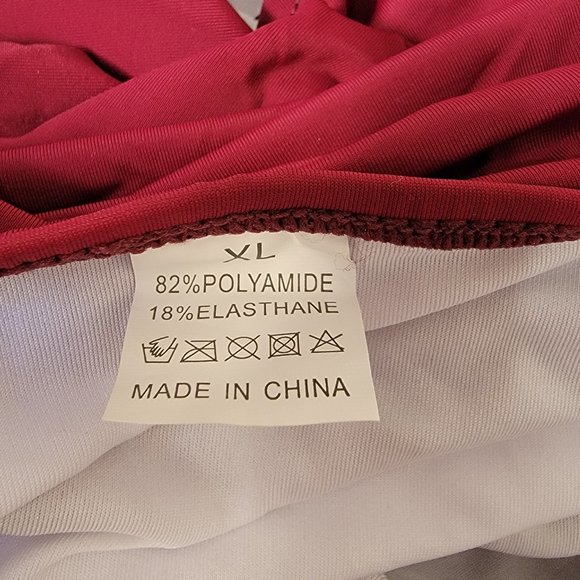 XL
82%POLYAMIDE
18%ELASTHANE
MADE IN CHINA